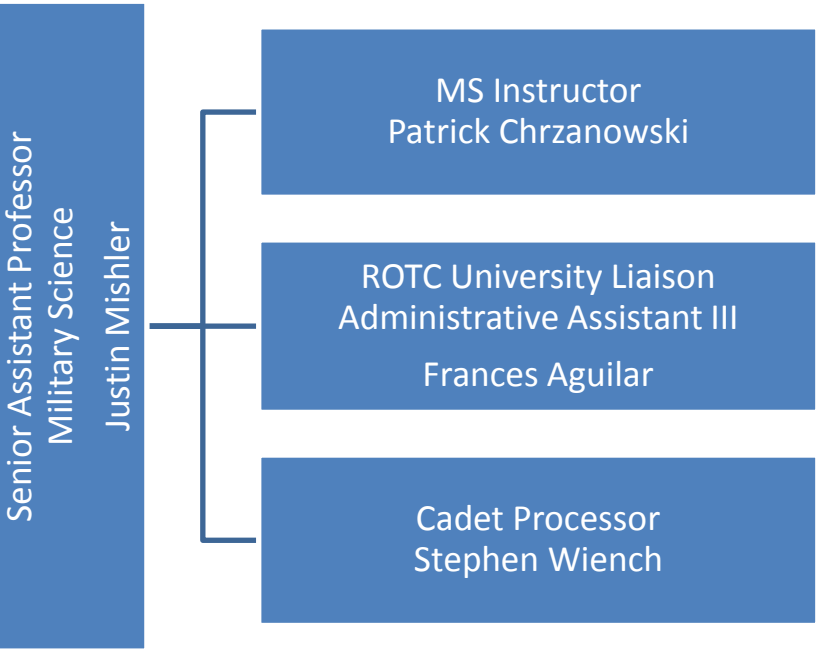 Senior Assistant Professor
Military Science
Justin Mishler
MS Instructor
Patrick Chrzanowski
ROTC University Liaison
Administrative Assistant III
Frances Aguilar
Cadet Processor
Stephen Wiench